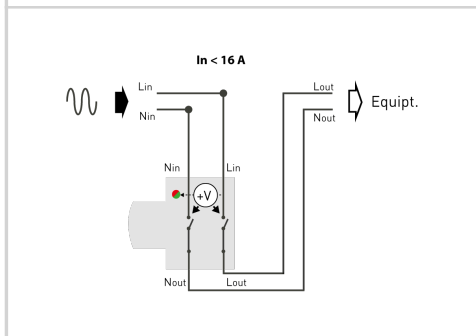 In < 16 A
Lin
Nin
Lout
Nout
Equipt.
Nin
Lin
+V
Nout
Lout